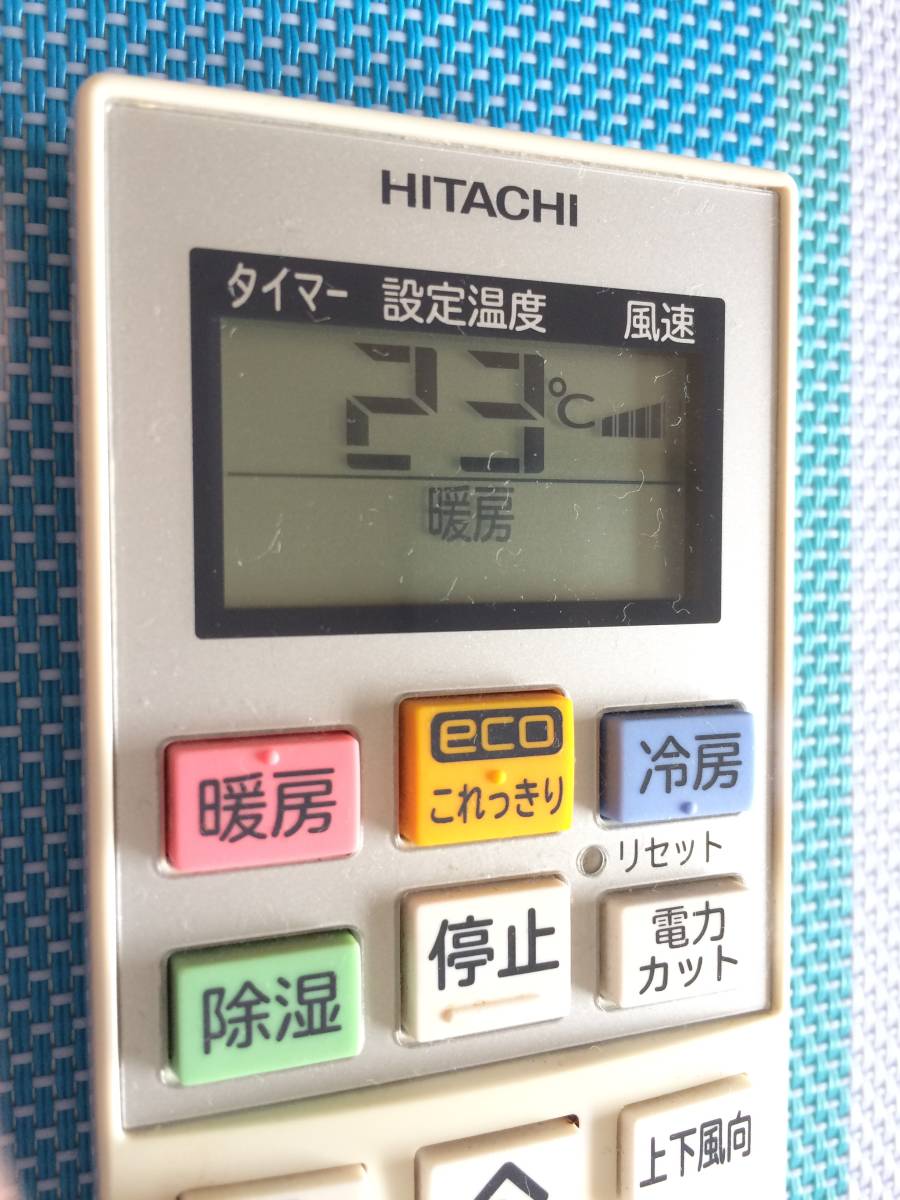 HITACHI
タイマー 設定温度 風速
23℃
暖房
暖房 eco これっきり 冷房
リセット
除湿 停止 電力カット
上下風向